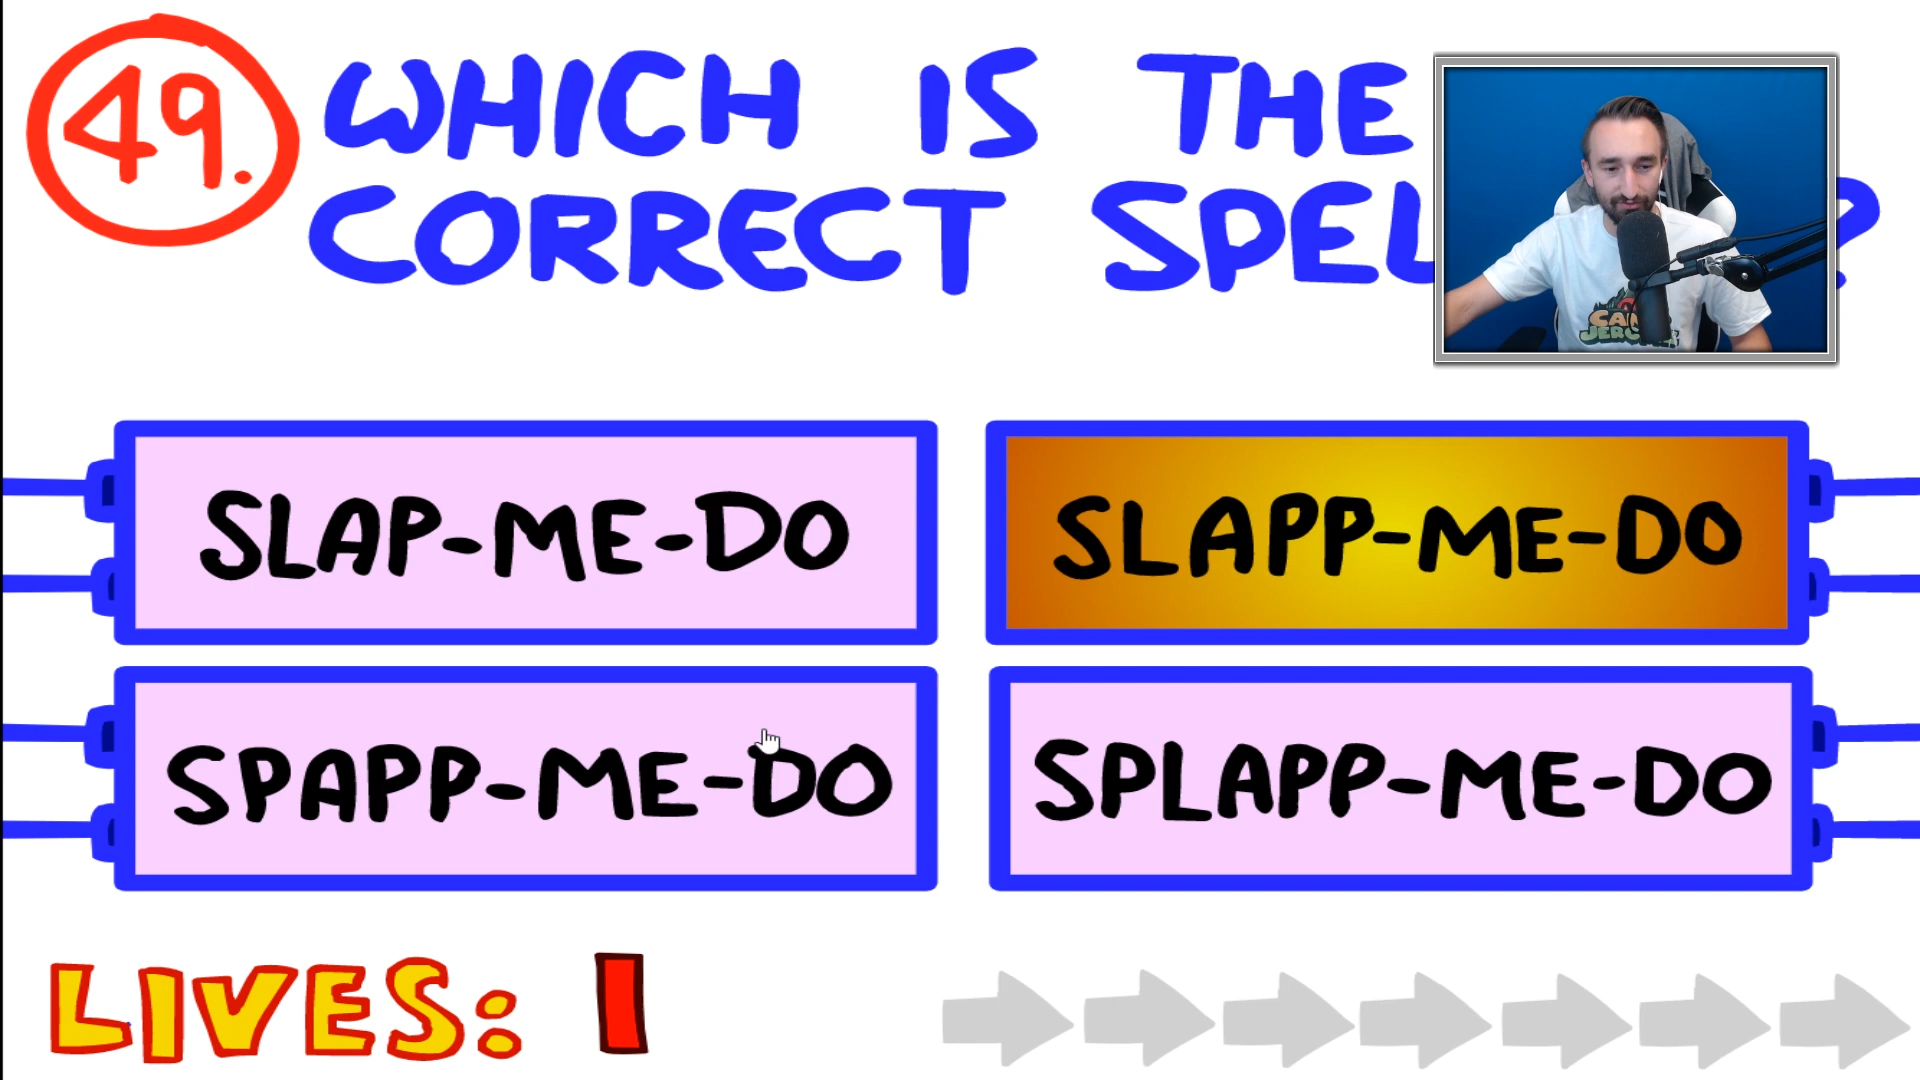 49. WHICH IS THE
CORRECT SPEL ?
SLAP-ME-DO
SLAPP-ME-DO
SPAPP-ME-DO
SPLAPP-ME-DO
LIVES: 1